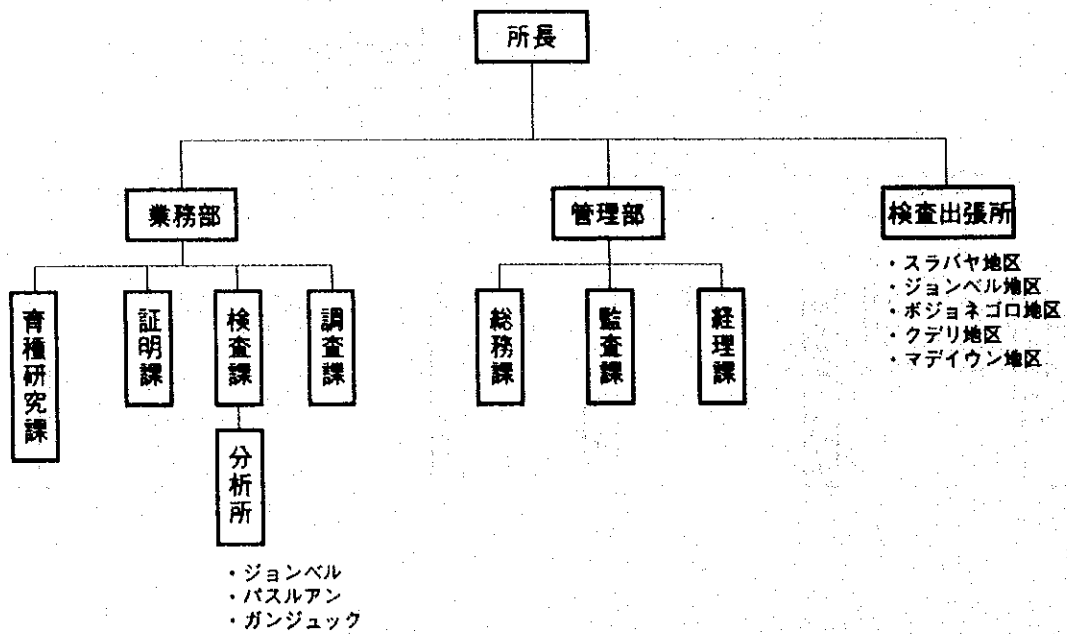 所長
業務部
管理部
検査出張所
・スラバヤ地区
・ジョンベル地区
・ボジョネゴロ地区
・クデリ地区
・マデイウン地区
育種研究課
証明課
検査課
調査課
総務課
監査課
経理課
分析所
・ジョンベル
・パスルアン
・ガンジュック